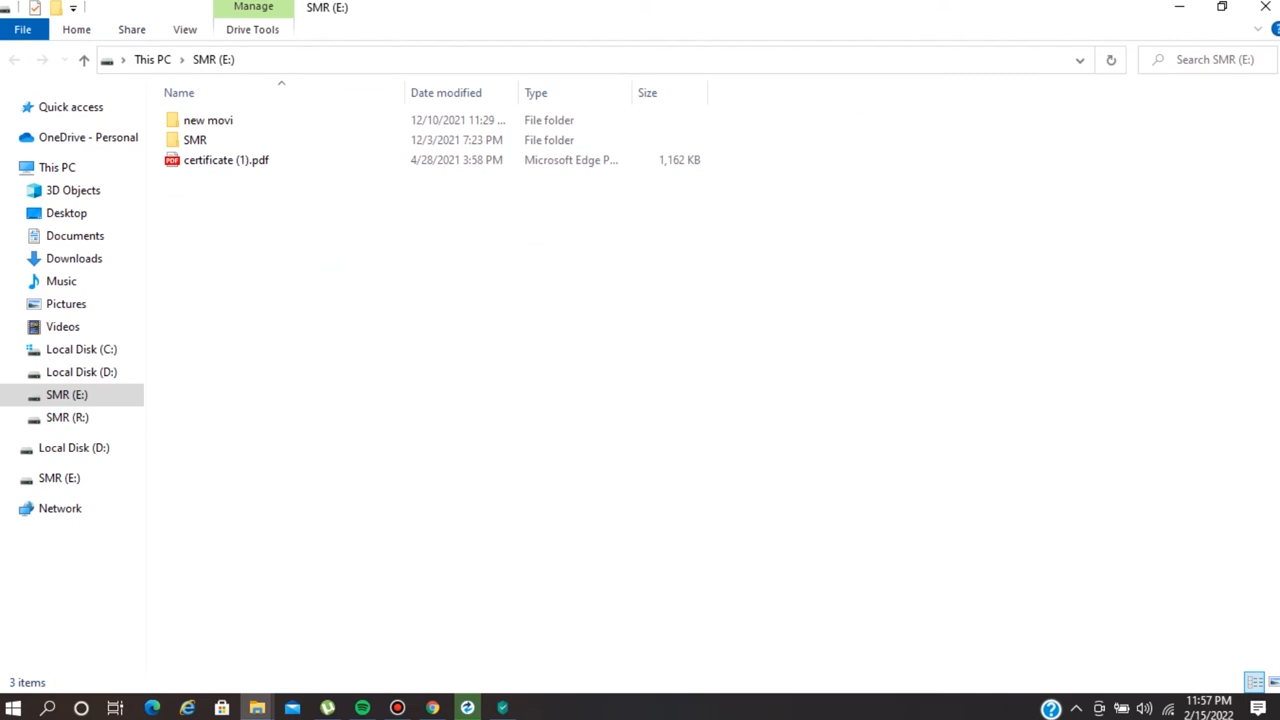 Manage SMR (E:)
File Home Share View Drive Tools
This PC SMR (E:) Search SMR (E:)
Name Date modified Type Size
new movi 12/10/2021 11:29 ... File folder
SMR 12/3/2021 7:23 PM File folder
PDF certificate (1).pdf 4/28/2021 3:58 PM Microsoft Edge P... 1,162 KB
Quick access
OneDrive - Personal
This PC
3D Objects
Desktop
Documents
Downloads
Music
Pictures
Videos
Local Disk (C:)
Local Disk (D:)
SMR (E:)
SMR (R:)
Local Disk (D:)
SMR (E:)
Network
3 items
11:57 PM
2/15/2022